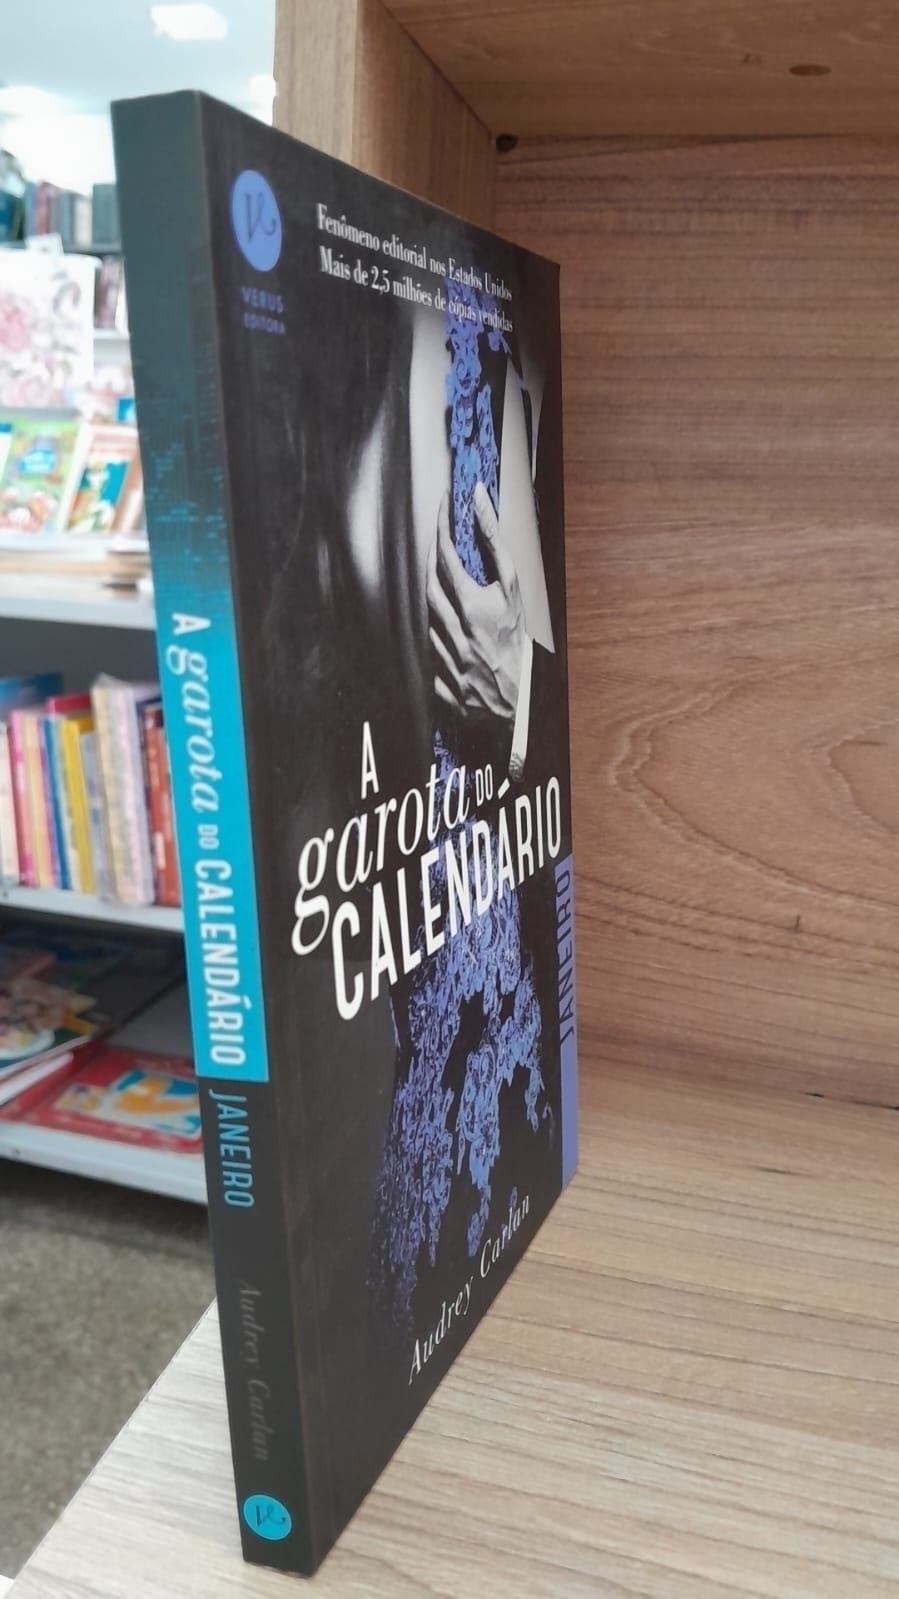 VERUS
EDITORA
Fenômeno editorial nos Estados Unidos
Mais de 2,5 milhões de cópias vendidas
A
garota DO
CALENDÁRIO
JANEIRO
Audrey Carlan
A garota DO CALENDÁRIO
JANEIRO
Audrey Carlan